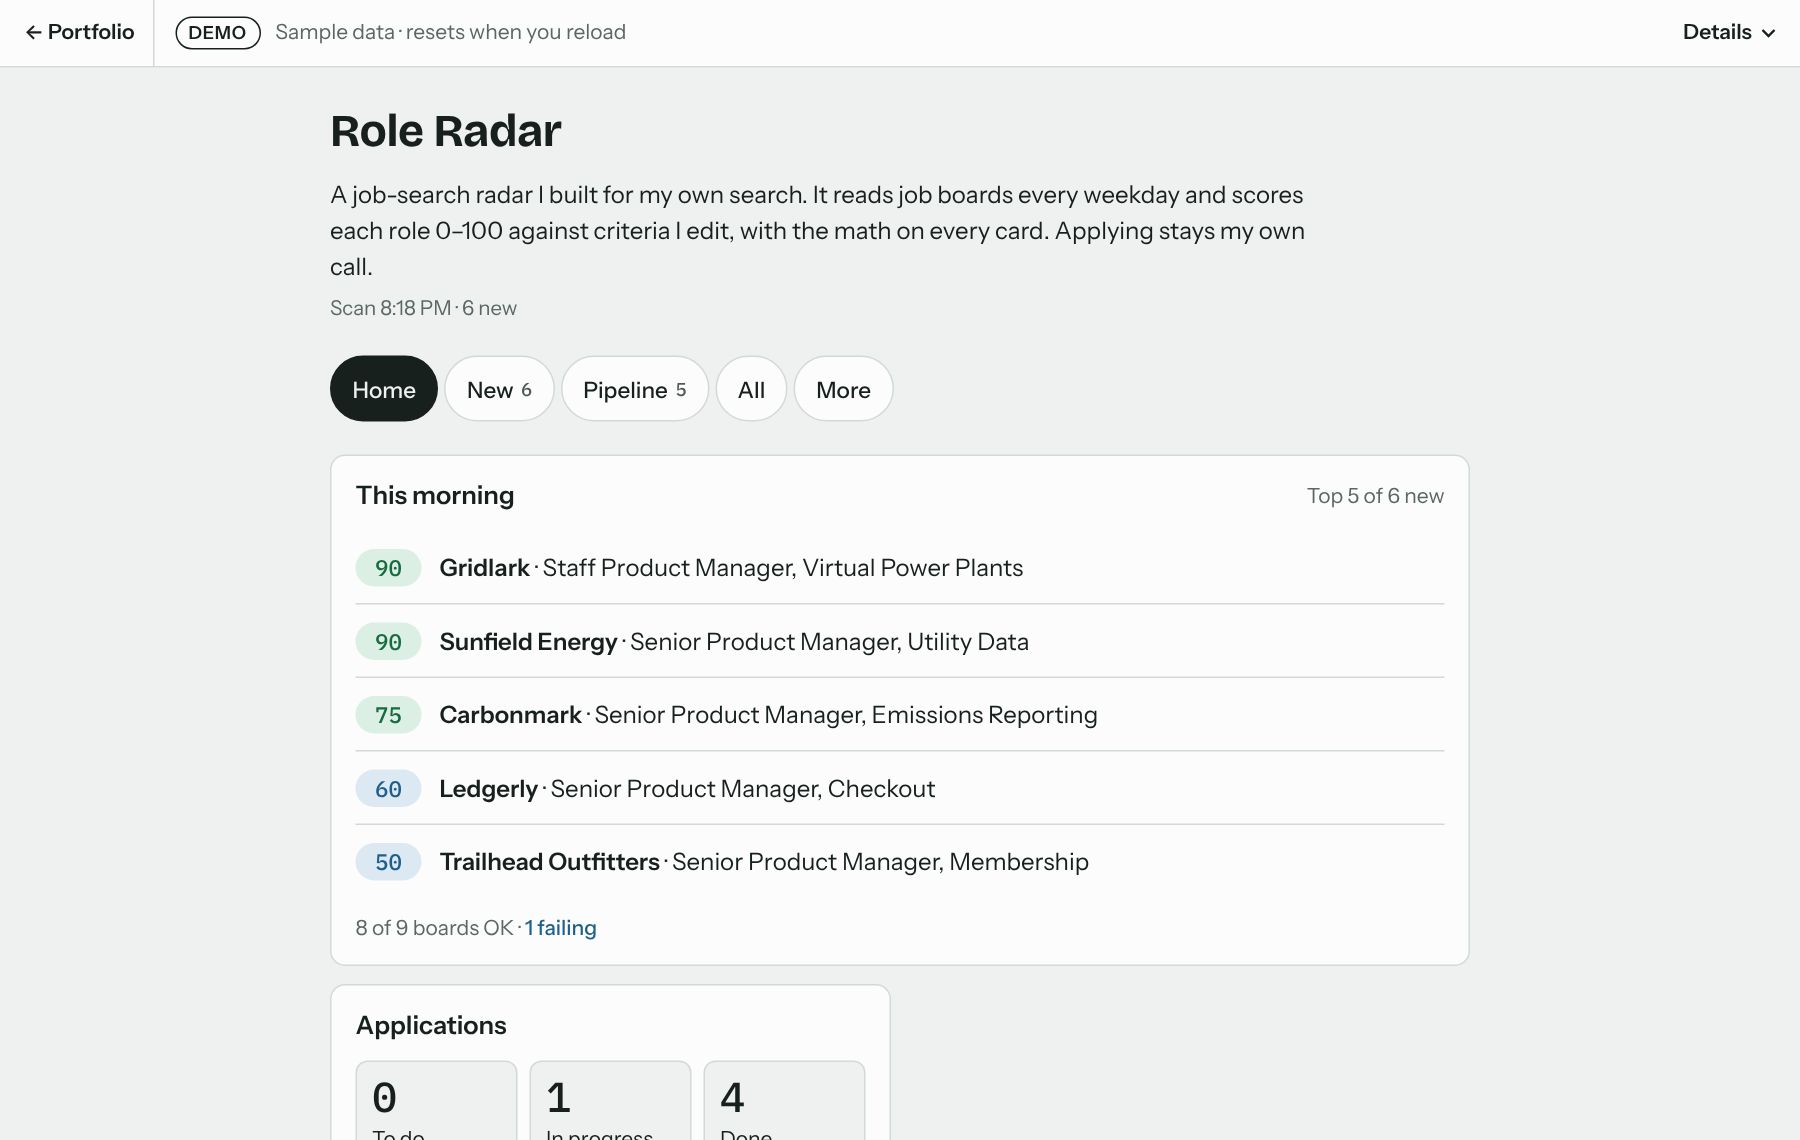 ← Portfolio
DEMO
Sample data · resets when you reload
Details
Role Radar
A job-search radar I built for my own search. It reads job boards every weekday and scores
each role 0–100 against criteria I edit, with the math on every card. Applying stays my own
call.
Scan 8:18 PM · 6 new
Home
New 6
Pipeline 5
All
More
This morning
Top 5 of 6 new
90 Gridlark · Staff Product Manager, Virtual Power Plants
90 Sunfield Energy · Senior Product Manager, Utility Data
75 Carbonmark · Senior Product Manager, Emissions Reporting
60 Ledgerly · Senior Product Manager, Checkout
50 Trailhead Outfitters · Senior Product Manager, Membership
8 of 9 boards OK · 1 failing
Applications
0
To do
1
In progress
4
Done